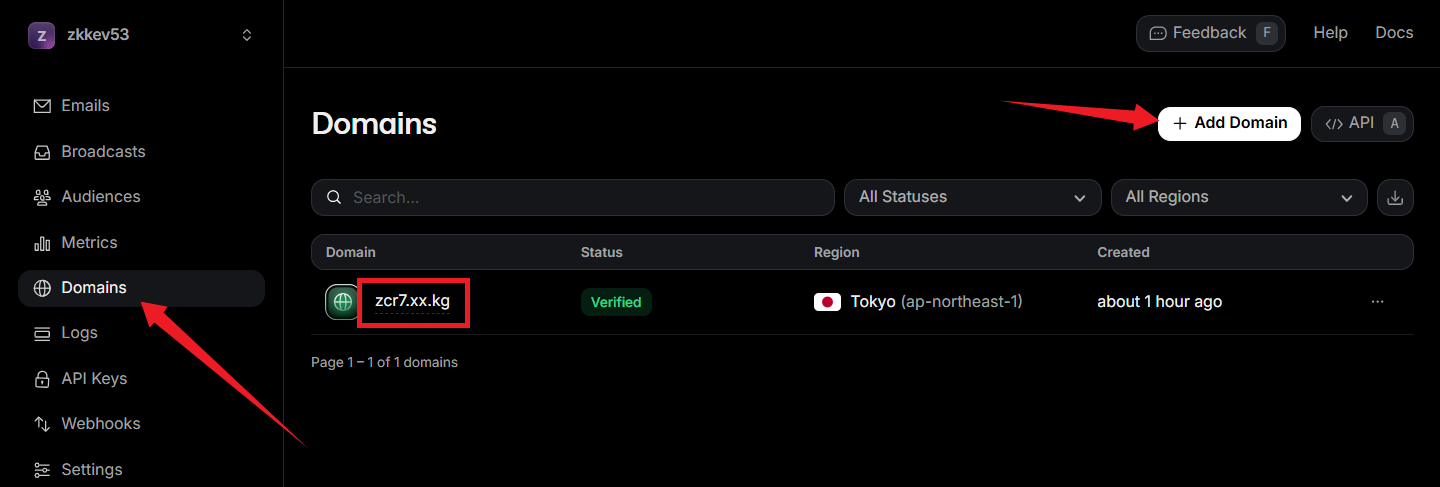 Z zkkev53
Feedback F Help Docs
Emails
Broadcasts
Audiences
Metrics
Domains
Logs
API Keys
Webhooks
Settings
Domains
+ Add Domain </> API A
Search... All Statuses All Regions
Domain Status Region Created
zcr7.xx.kg Verified Tokyo (ap-northeast-1) about 1 hour ago ...
Page 1 – 1 of 1 domains